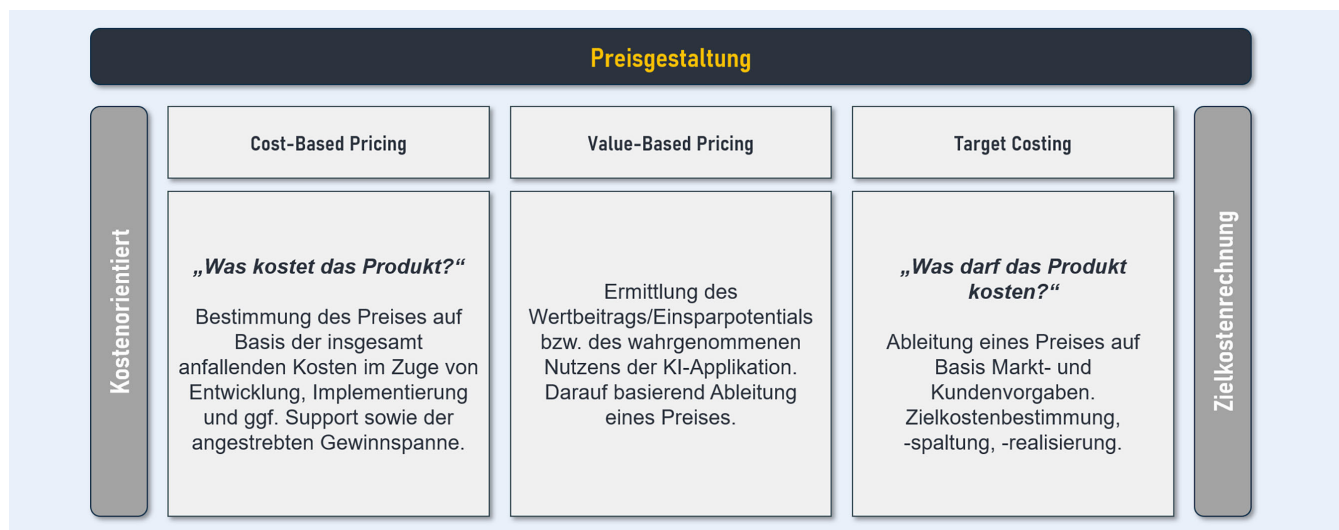 Preisgestaltung
Kostenorientiert
Cost-Based Pricing
„Was kostet das Produkt?“
Bestimmung des Preises auf
Basis der insgesamt
anfallenden Kosten im Zuge von
Entwicklung, Implementierung
und ggf. Support sowie der
angestrebten Gewinnspanne.
Value-Based Pricing
Ermittlung des
Wertbeitrags/Einsparpotentials
bzw. des wahrgenommenen
Nutzens der KI-Applikation.
Darauf basierend Ableitung
eines Preises.
Target Costing
„Was darf das Produkt
kosten?“
Ableitung eines Preises auf
Basis Markt- und
Kundenvorgaben.
Zielkostenbestimmung,
-spaltung, -realisierung.
Zielkostenrechnung